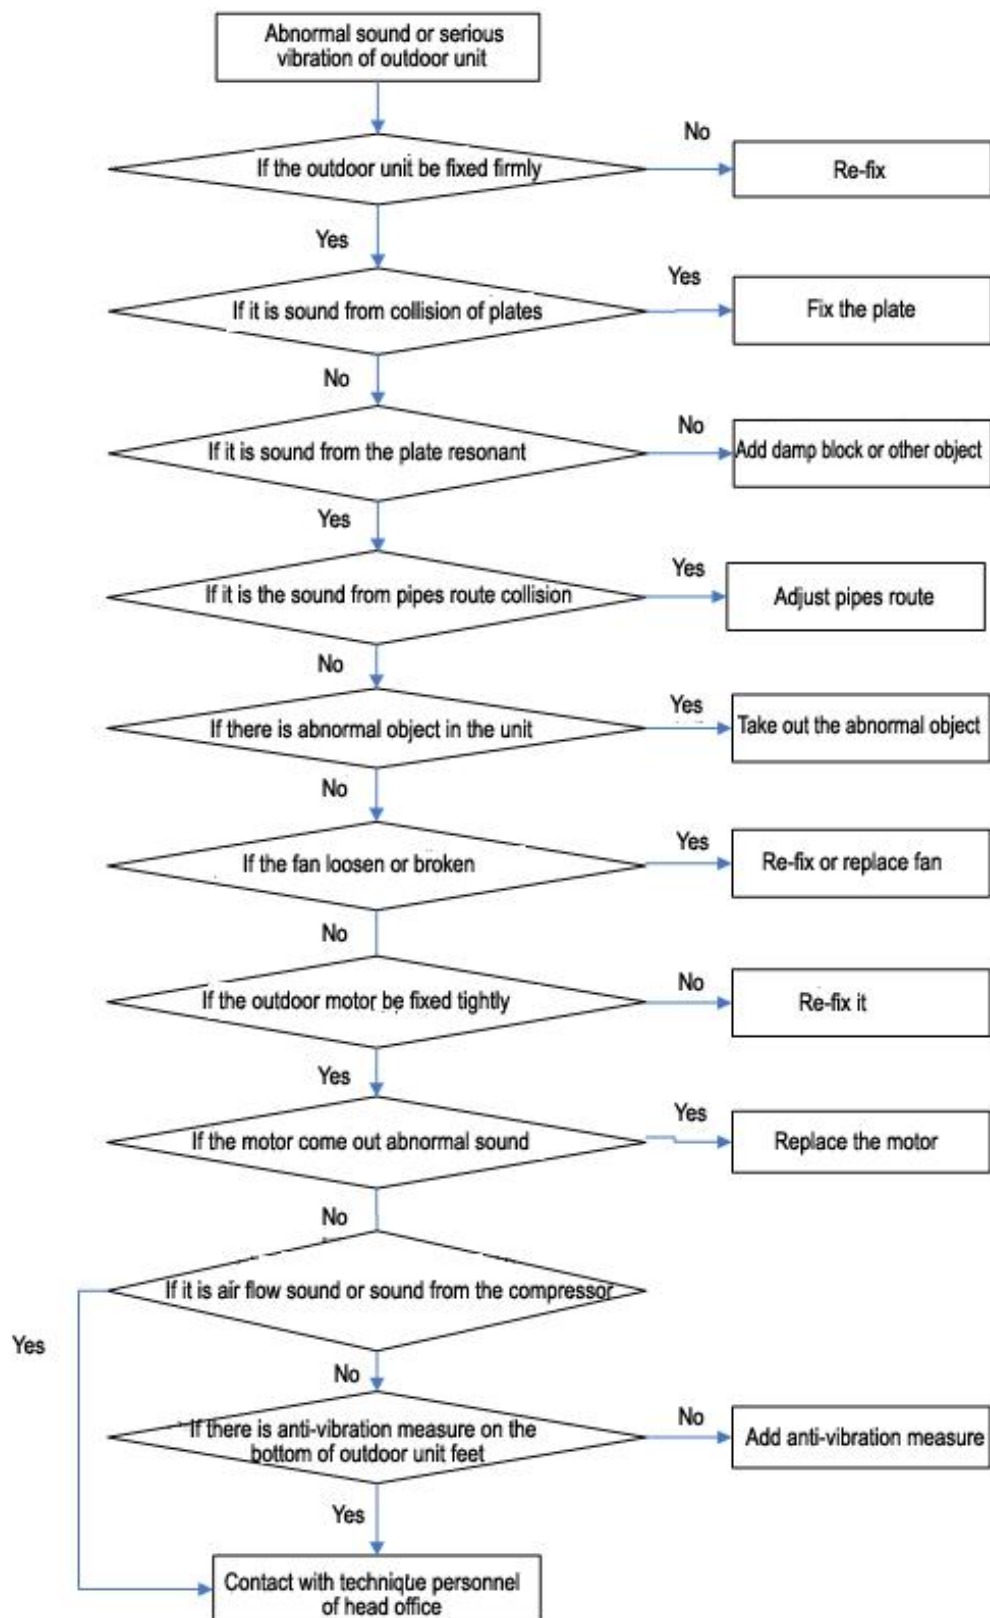 Abnormal sound or serious
vibration of outdoor unit
No
If the outdoor unit be fixed firmly
Re-fix
Yes
Yes
If it is sound from collision of plates
Fix the plate
No
No
If it is sound from the plate resonant
Add damp block or other object
Yes
Yes
If it is the sound from pipes route collision
Adjust pipes route
No
Yes
If there is abnormal object in the unit
Take out the abnormal object
No
Yes
If the fan loosen or broken
Re-fix or replace fan
No
No
If the outdoor motor be fixed tightly
Re-fix it
Yes
Yes
If the motor come out abnormal sound
Replace the motor
No
If it is air flow sound or sound from the compressor
Yes
No
No
If there is anti-vibration measure on the
bottom of outdoor unit feet
Add anti-vibration measure
Yes
Contact with technique personnel
of head office